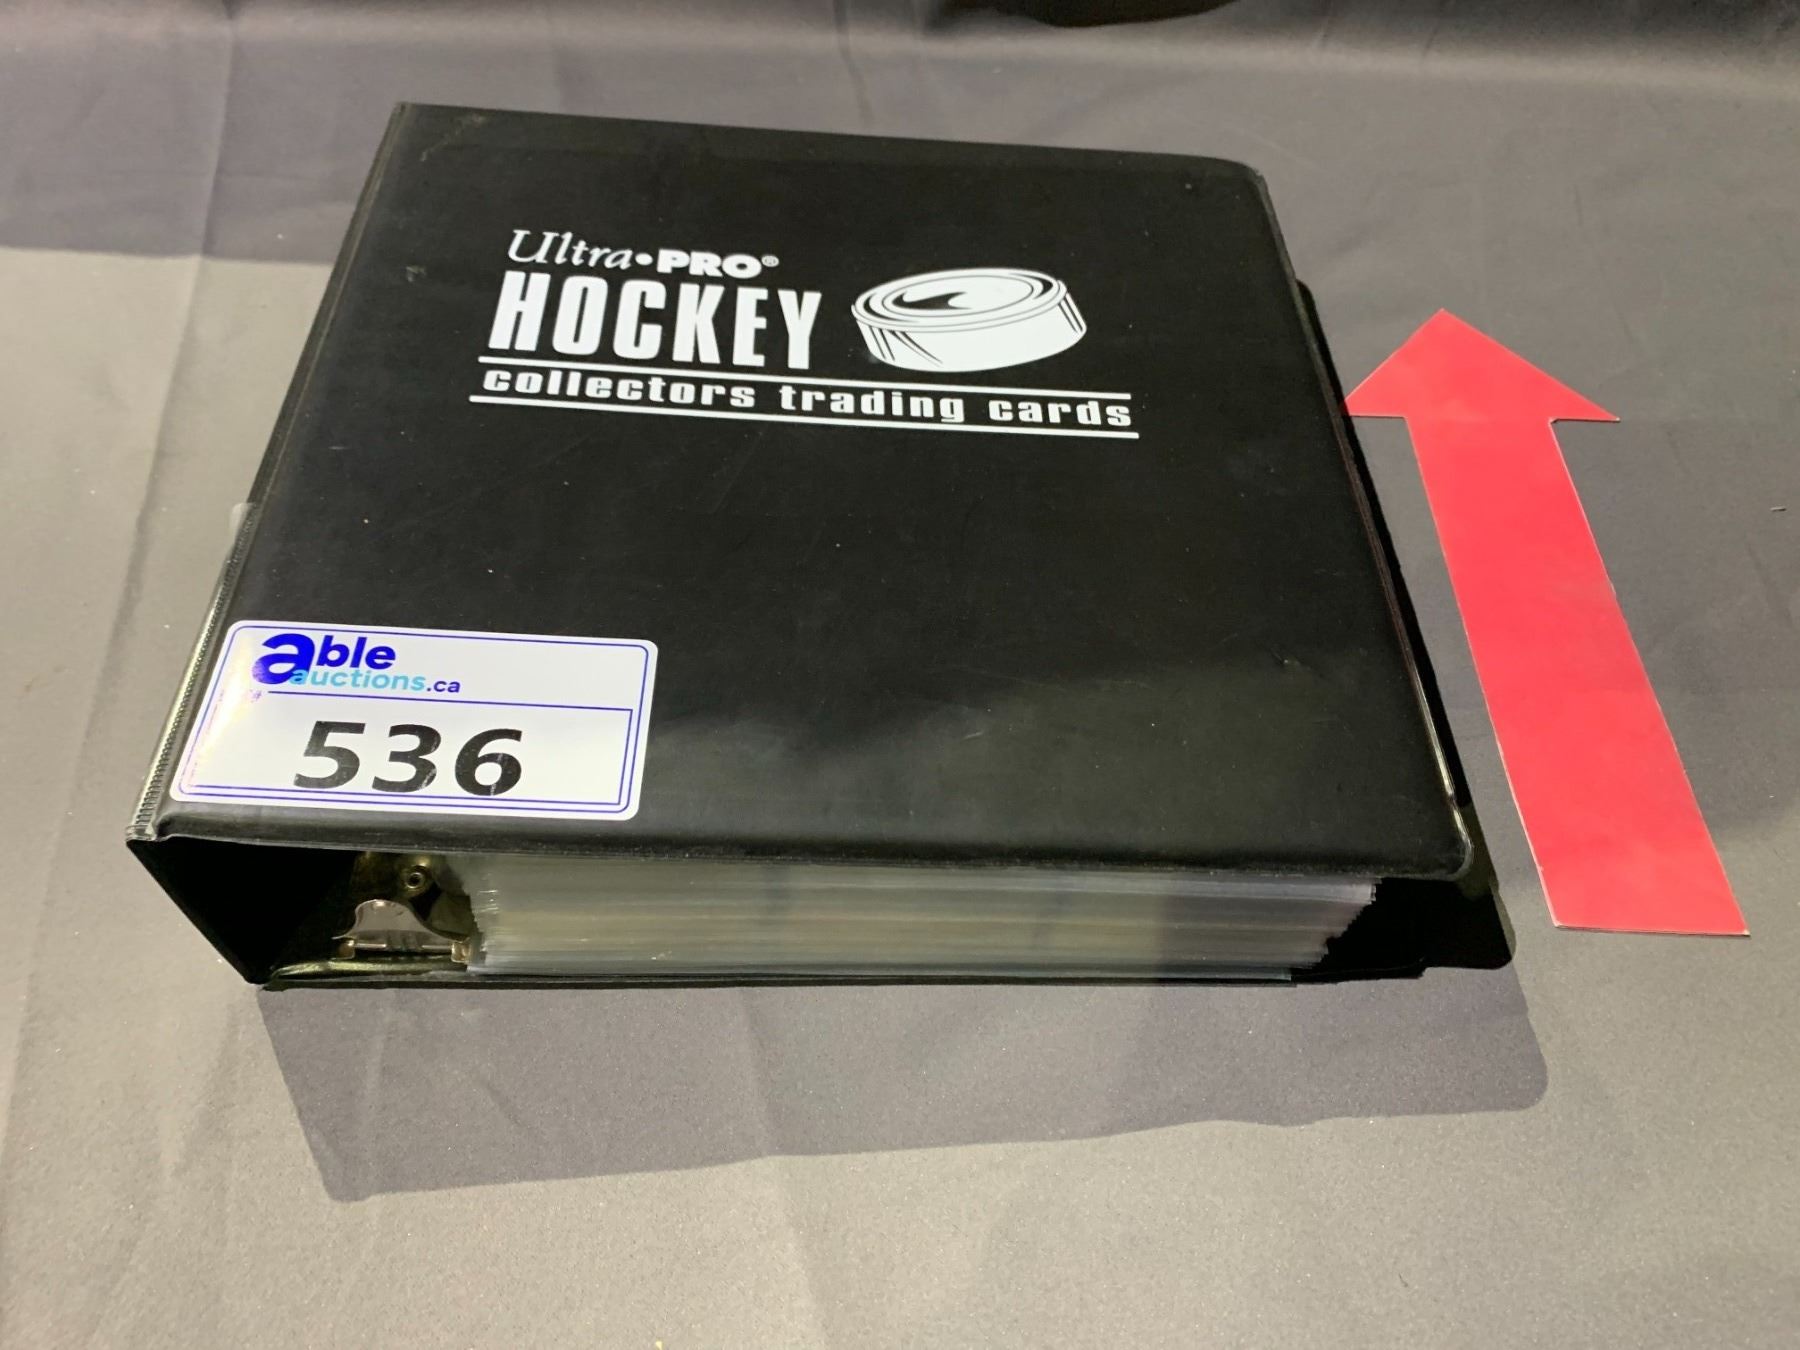 Ultra•PRO®
HOCKEY
collectors trading cards
able
auctions.ca
536